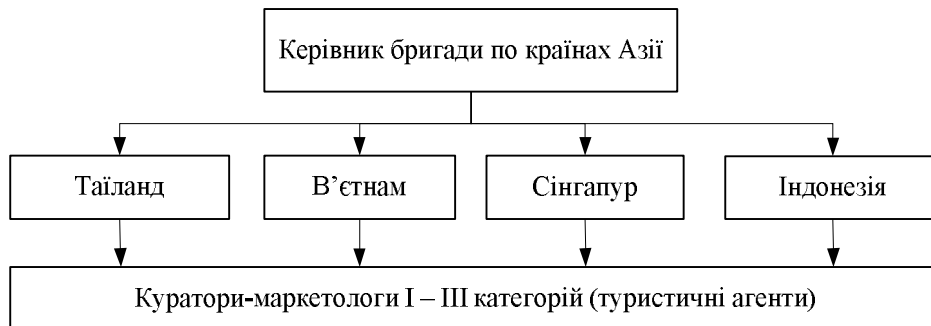 Керівник бригади по країнах Азії
Таїланд
В’єтнам
Сінгапур
Індонезія
Куратори-маркетологи І – ІІІ категорій (туристичні агенти)